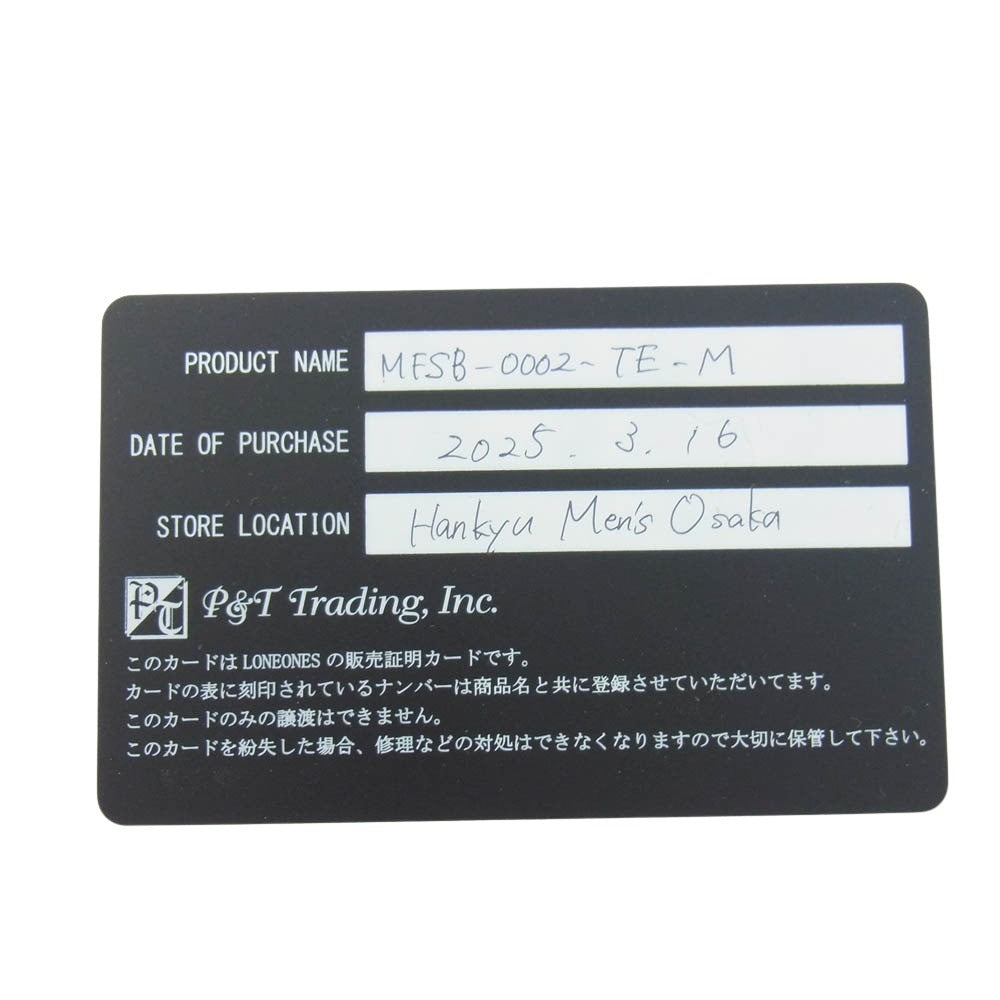 PRODUCT NAME MFSB-0002-TE-M
DATE OF PURCHASE 2025. 3. 16
STORE LOCATION Hankyu Men's Osaka
PT P&T Trading, Inc.
このカードは LONEONES の販売証明カードです。
カードの表に刻印されているナンバーは商品名と共に登録させていただいてます。
このカードのみの譲渡はできません。
このカードを紛失した場合、修理などの対処はできなくなりますので大切に保管して下さい。